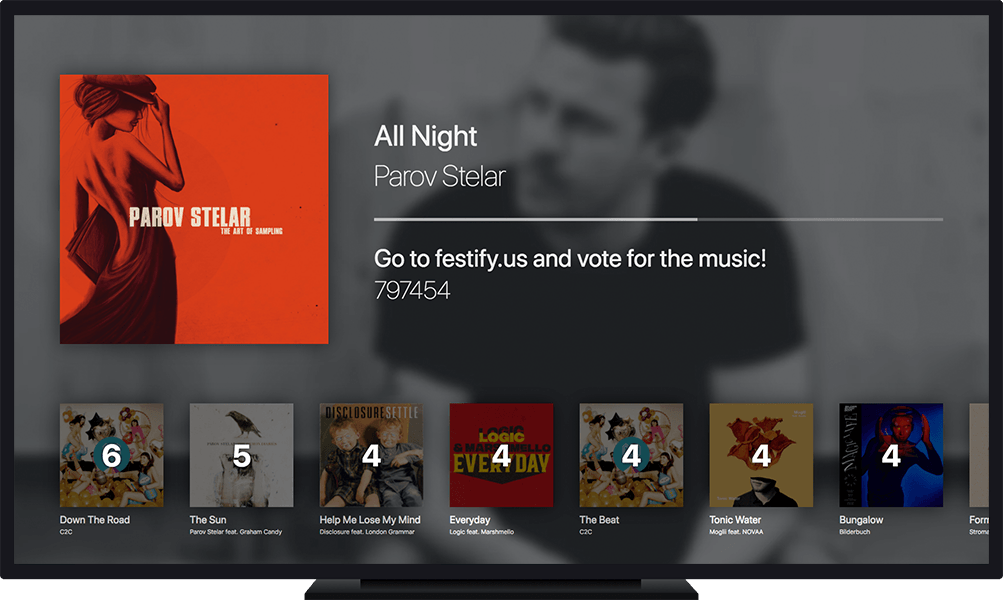 All Night
Parov Stelar
PAROV STELAR
THE ART OF SAMPLING
Go to festify.us and vote for the music!
797454
DISCLOSURE SETTLE
LOGIC
& MARSHMELLO
EVERYDAY
6
5
4
4
4
4
4
Down The Road
The Sun
Help Me Lose My Mind
Everyday
The Beat
Tonic Water
Bungalow
C2C
Parov Stelar feat. Graham Candy
Disclosure feat. London Grammar
Logic feat. Marshmello
C2C
Moglii feat. NOVAA
Bilderbuch